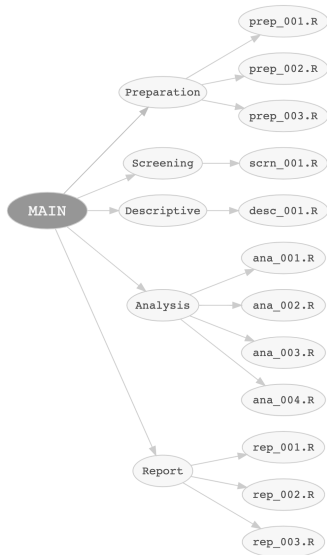 prep_001.R
prep_002.R
Preparation
prep_003.R
Screening
scrn_001.R
MAIN
Descriptive
desc_001.R
ana_001.R
Analysis
ana_002.R
ana_003.R
ana_004.R
rep_001.R
Report
rep_002.R
rep_003.R